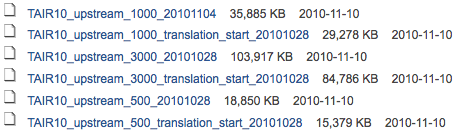 TAIR10_upstream_1000_20101104 35,885 KB 2010-11-10
TAIR10_upstream_1000_translation_start_20101028 29,278 KB 2010-11-10
TAIR10_upstream_3000_20101028 103,917 KB 2010-11-10
TAIR10_upstream_3000_translation_start_20101028 84,786 KB 2010-11-10
TAIR10_upstream_500_20101028 18,850 KB 2010-11-10
TAIR10_upstream_500_translation_start_20101028 15,379 KB 2010-11-10